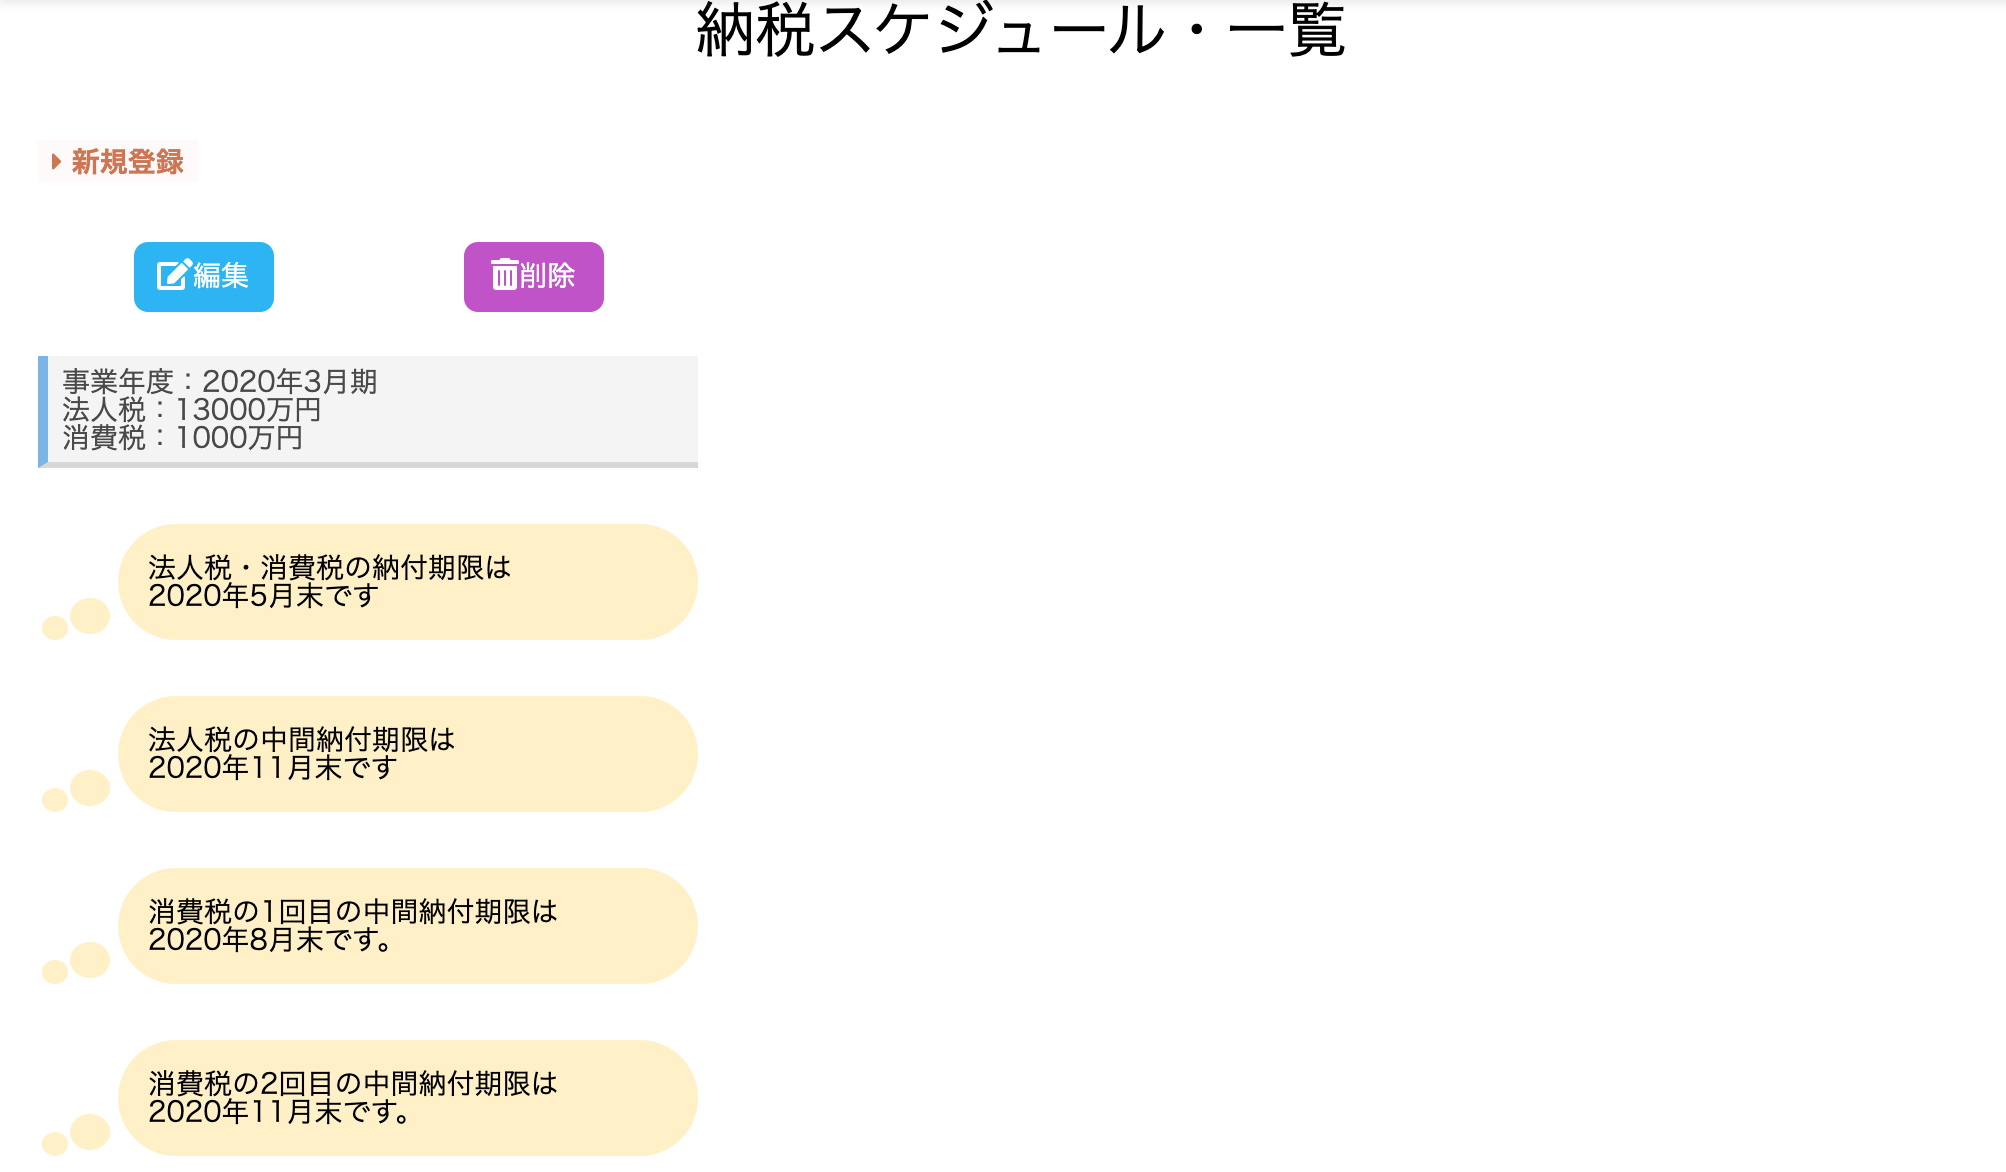 納税スケジュール・一覧
新規登録
編集
削除
事業年度：2020年3月期
法人税：13000万円
消費税：1000万円
法人税・消費税の納付期限は
2020年5月末です
法人税の中間納付期限は
2020年11月末です
消費税の1回目の中間納付期限は
2020年8月末です。
消費税の2回目の中間納付期限は
2020年11月末です。